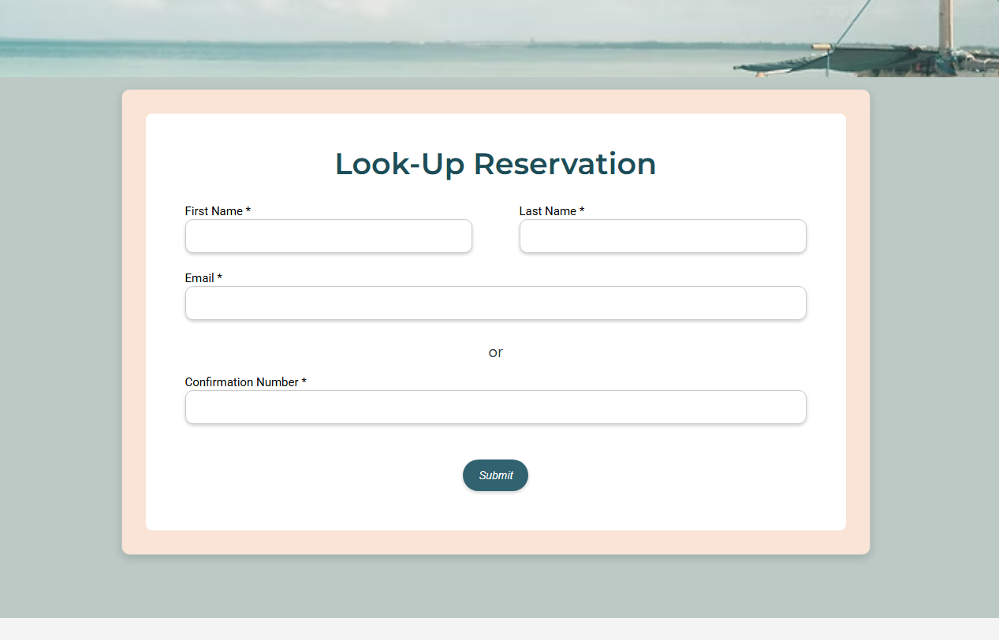 Look-Up Reservation
First Name *
Last Name *
Email *
or
Confirmation Number *
Submit